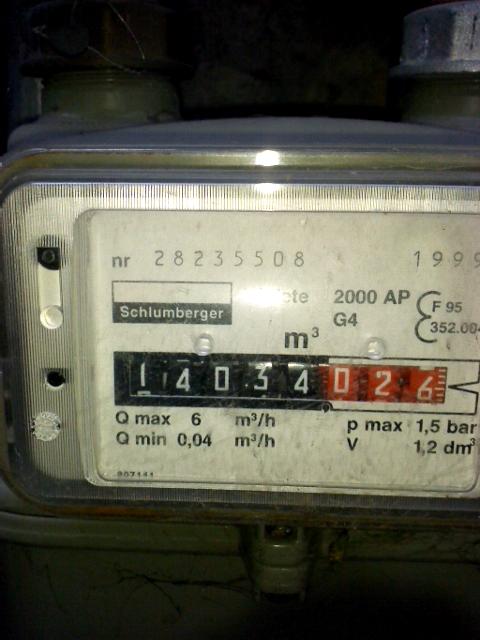 nr 28235508 1999
Schlumberger
2000 AP
G4
F 95
352.00
m³
14034026
Q max 6 m³/h
Q min 0,04 m³/h
p max 1,5 bar
V 1,2 dm³